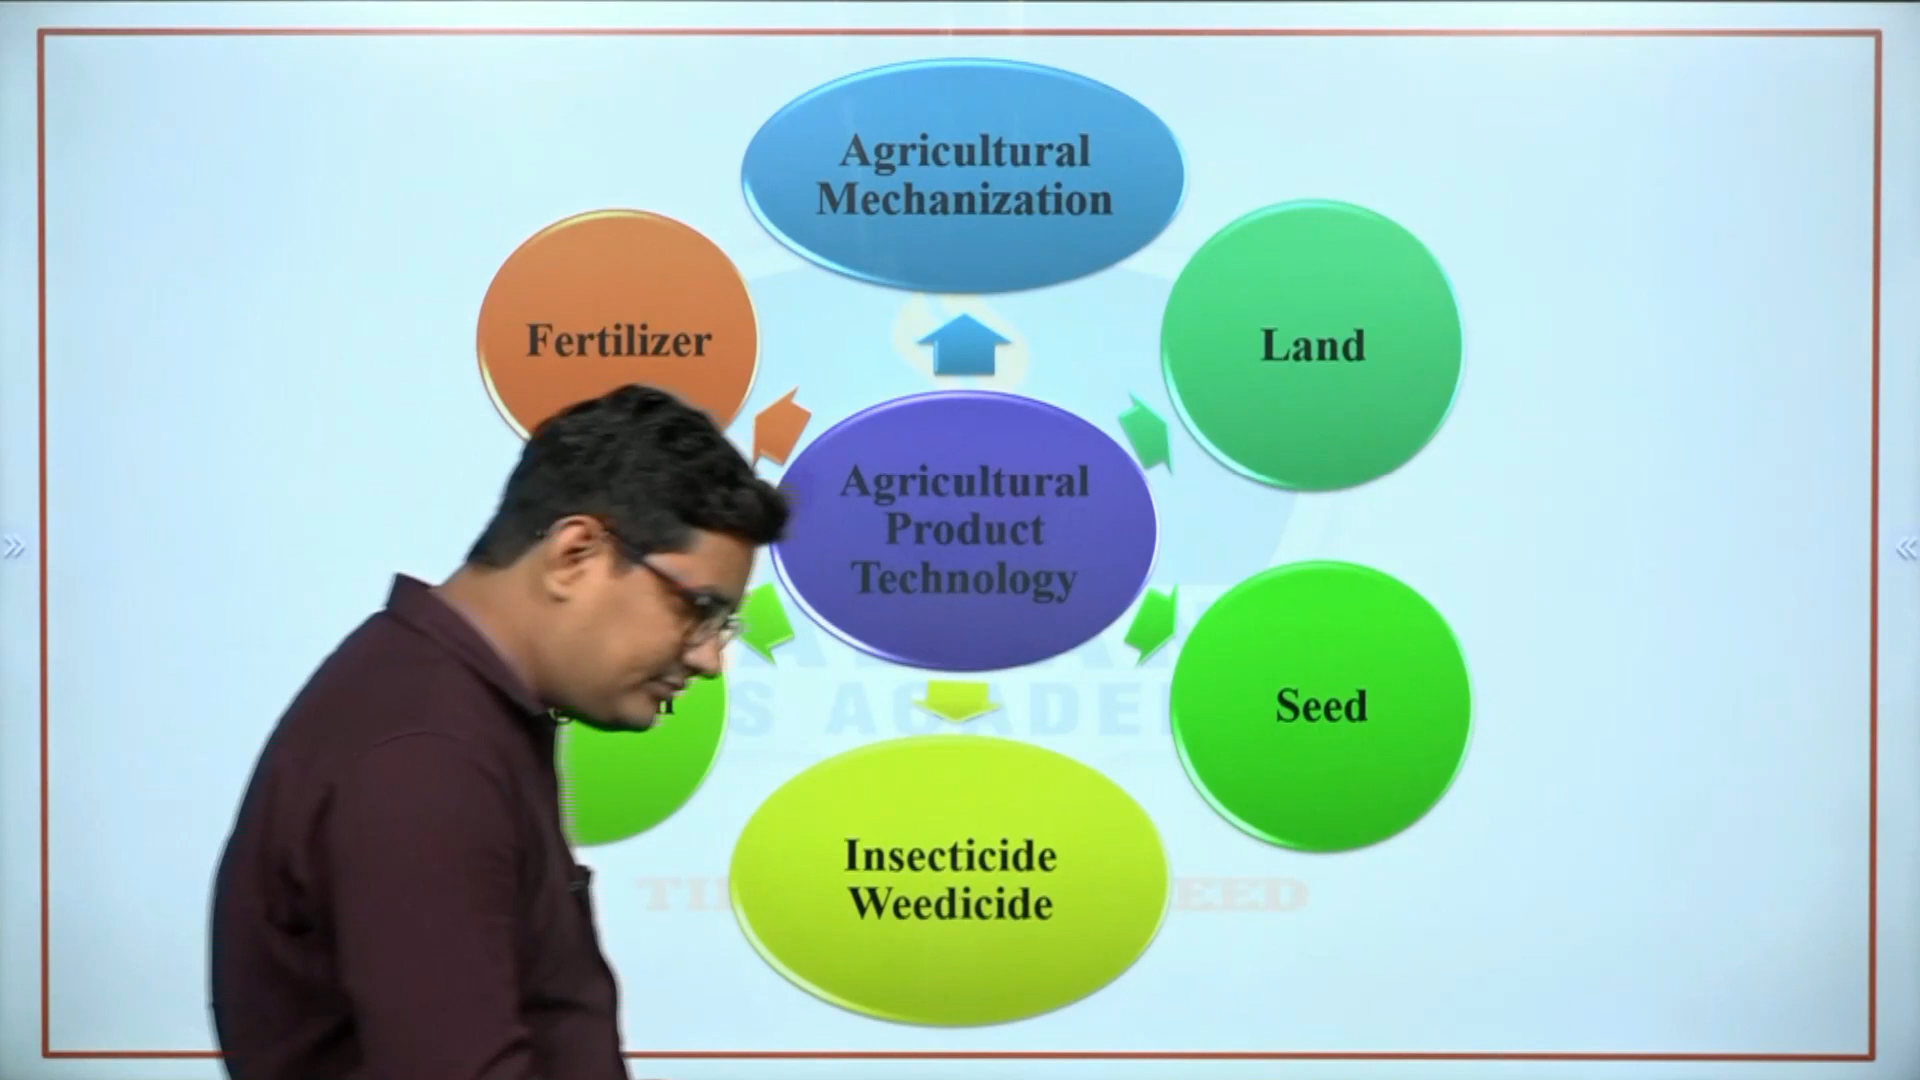 Agricultural
Mechanization
Fertilizer
Land
Agricultural
Product
Technology
Seed
Insecticide
Weedicide